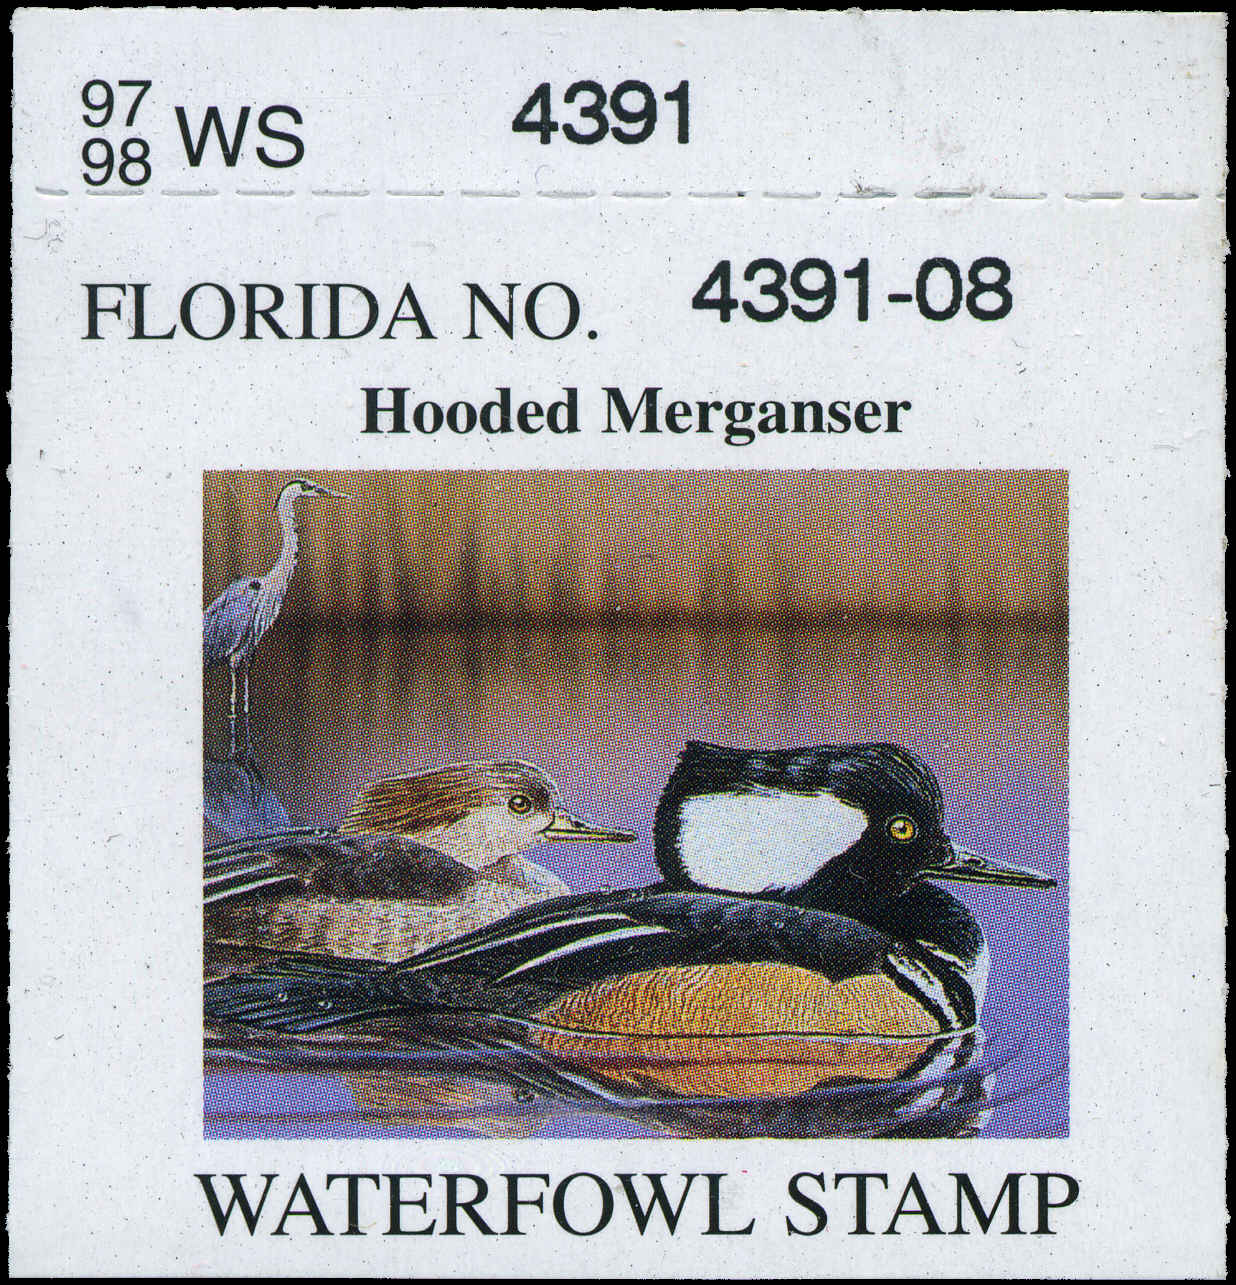 97
98 WS 4391
FLORIDA NO. 4391-08
Hooded Merganser
WATERFOWL STAMP